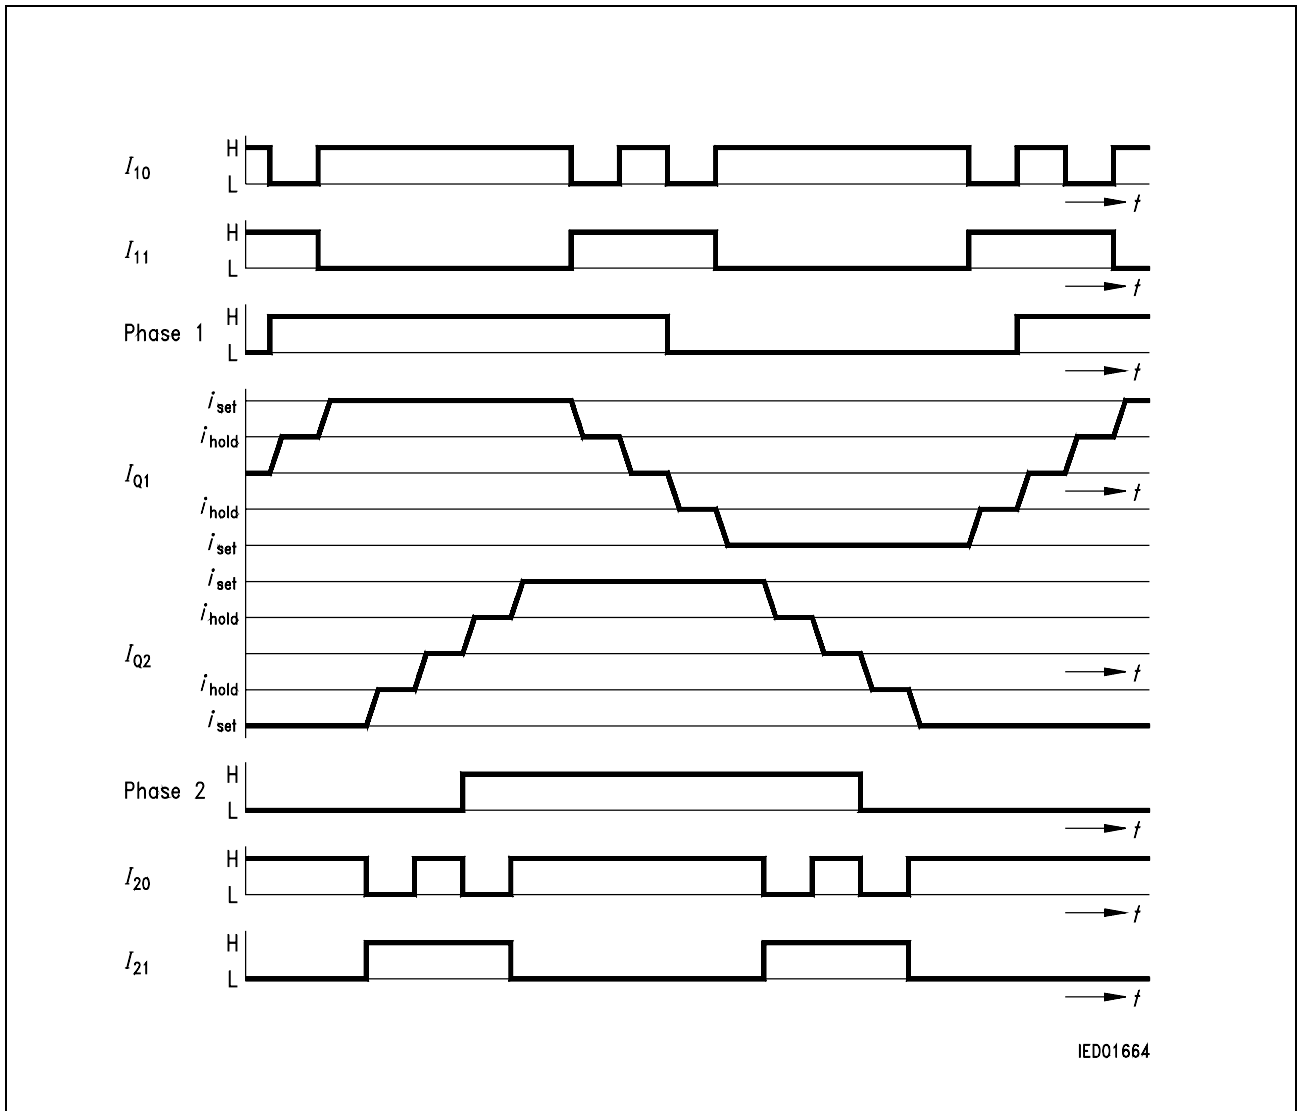 H
I10
L
t
H
I11
L
t
H
Phase 1
L
t
iset
ihold
IQ1
t
ihold
iset
iset
ihold
IQ2
t
ihold
iset
H
Phase 2
L
t
H
I20
L
t
H
I21
L
t
IED01664